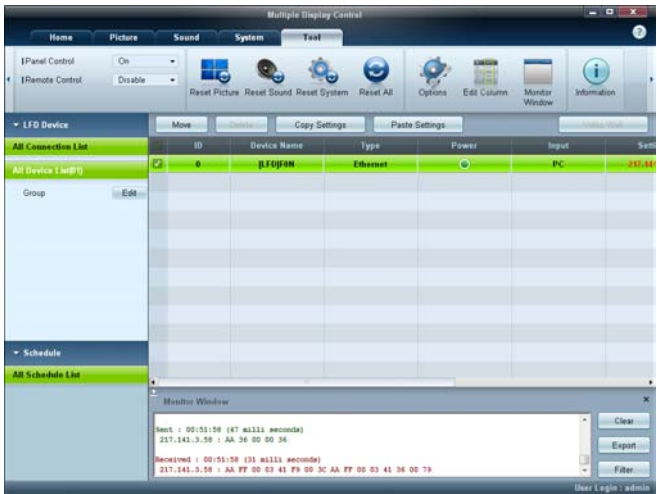 Multiple Display Control
Home Picture Sound System Tool
Panel Control On
Remote Control Disable
Reset Picture Reset Sound Reset System Reset All Options Edit Column Monitor Window Information
LFD Device
Move Delete Copy Settings Paste Settings Video Wall
All Connection List
ID Device Name Type Power Input Setti
All Device List(01)
0 [LFD]F0N Ethernet PC 217.141
Group Edit
Schedule
All Schedule List
Monitor Window
Sent : 00:51:58 (47 milli seconds)
217.141.3.58 : AA 36 00 00 36
Received : 00:51:58 (31 milli seconds)
217.141.3.58 : AA FF 00 03 41 F9 00 3C AA FF 00 03 41 36 00 79
Clear
Export
Filter
User Login : admin